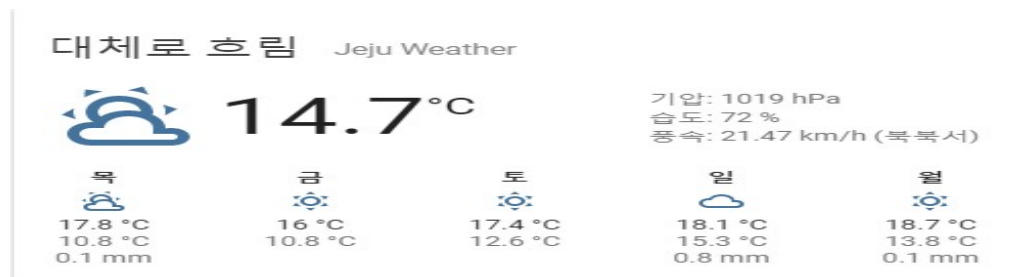 대체로 흐림 Jeju Weather
14.7°C
기압: 1019 hPa
습도: 72 %
풍속: 21.47 km/h (북북서)
목 금 토 일 월
17.8 °C 16 °C 17.4 °C 18.1 °C 18.7 °C
10.8 °C 10.8 °C 12.6 °C 15.3 °C 13.8 °C
0.1 mm 0.8 mm 0.1 mm